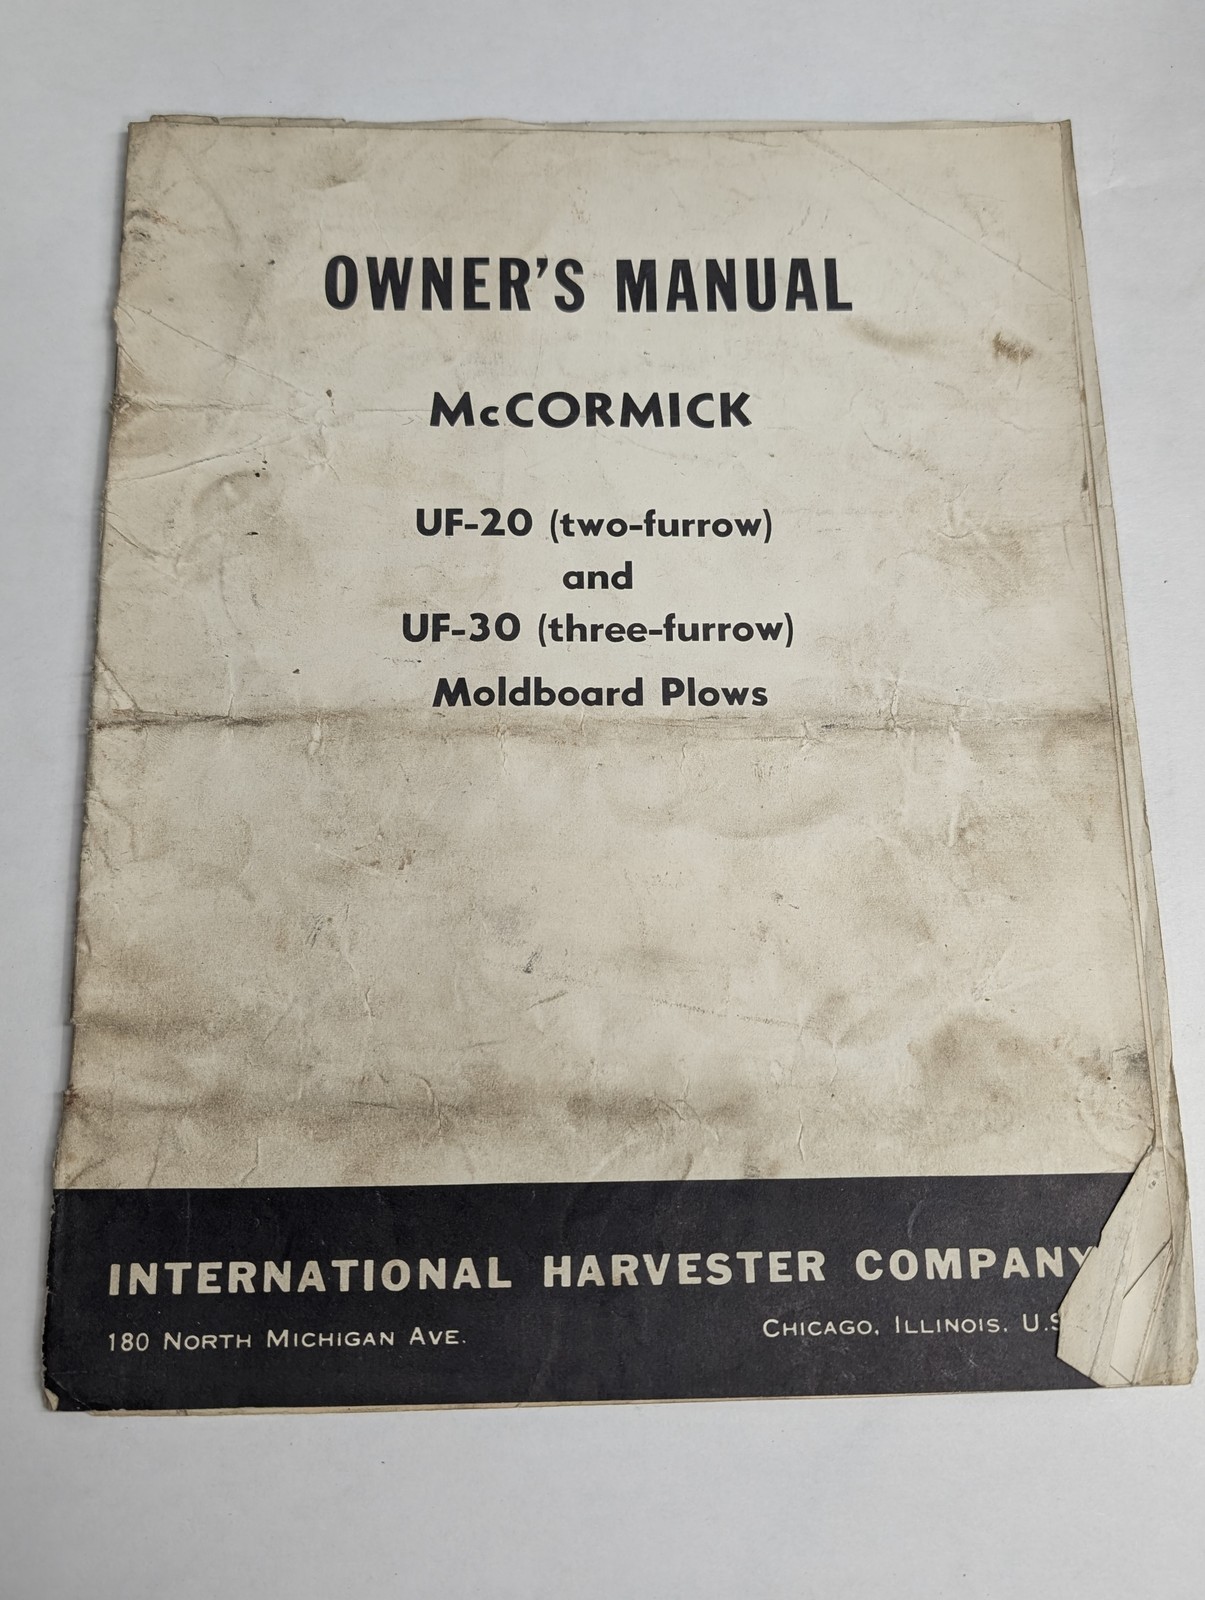 OWNER'S MANUAL
McCORMICK
UF-20 (two-furrow)
and
UF-30 (three-furrow)
Moldboard Plows
INTERNATIONAL HARVESTER COMPANY
180 NORTH MICHIGAN AVE.
CHICAGO, ILLINOIS. U.S